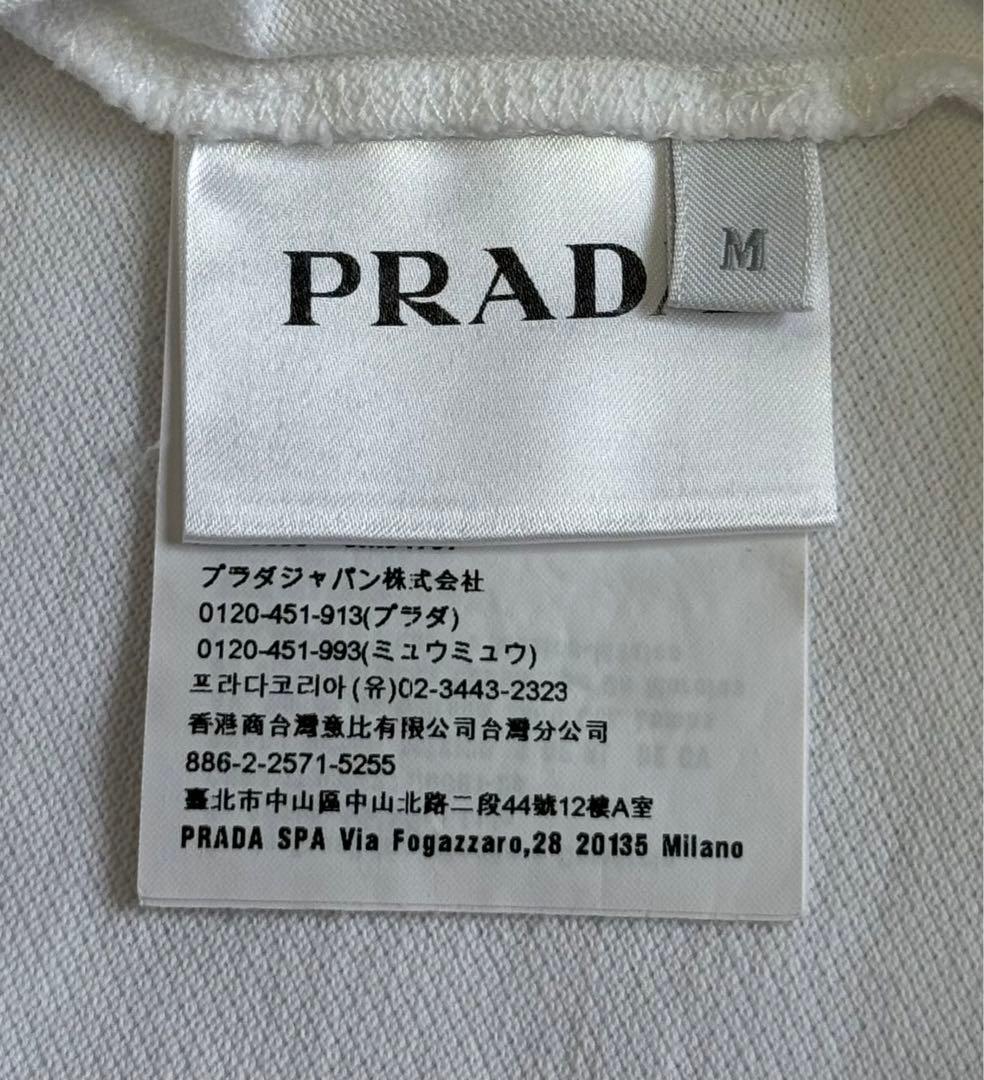 PRAD
M
プラダジャパン株式会社
0120-451-913(プラダ)
0120-451-993(ミュウミュウ)
프라다코리아(유)02-3443-2323
香港商台灣意比有限公司台灣分公司
886-2-2571-5255
臺北市中山區中山北路二段44號12樓A室
PRADA SPA Via Fogazzaro,28 20135 Milano